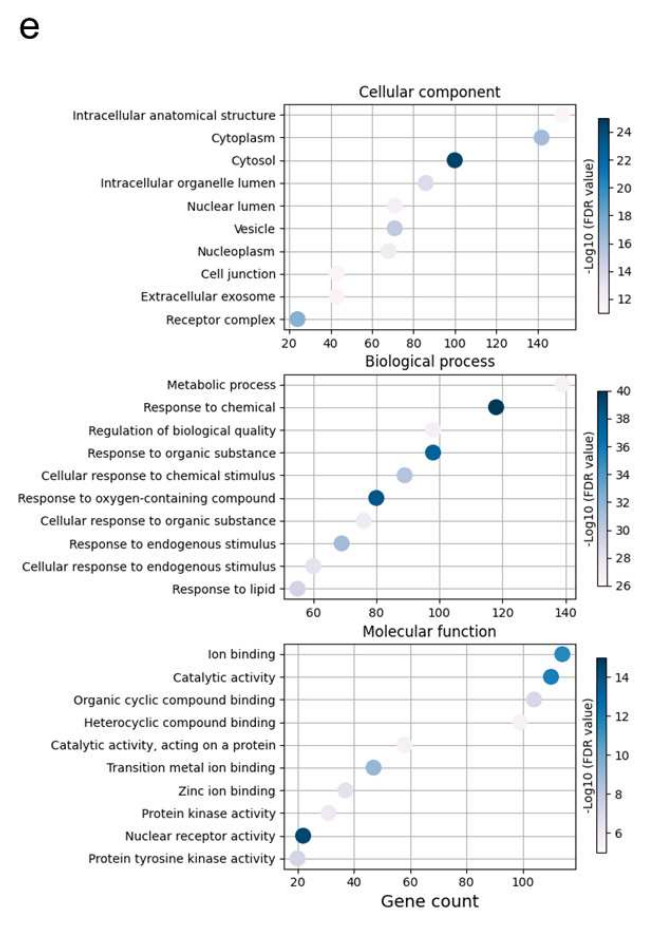 e
Cellular component
Intracellular anatomical structure
Cytoplasm
Cytosol
Intracellular organelle lumen
Nuclear lumen
Vesicle
Nucleoplasm
Cell junction
Extracellular exosome
Receptor complex
20 40 60 80 100 120 140
24
22
20
18
16
14
12
-Log10 (FDR value)
Biological process
Metabolic process
Response to chemical
Regulation of biological quality
Response to organic substance
Cellular response to chemical stimulus
Response to oxygen-containing compound
Cellular response to organic substance
Response to endogenous stimulus
Cellular response to endogenous stimulus
Response to lipid
60 80 100 120 140
40
38
36
34
32
30
28
26
-Log10 (FDR value)
Molecular function
Ion binding
Catalytic activity
Organic cyclic compound binding
Heterocyclic compound binding
Catalytic activity, acting on a protein
Transition metal ion binding
Zinc ion binding
Protein kinase activity
Nuclear receptor activity
Protein tyrosine kinase activity
20 40 60 80 100
14
12
10
8
6
-Log10 (FDR value)
Gene count